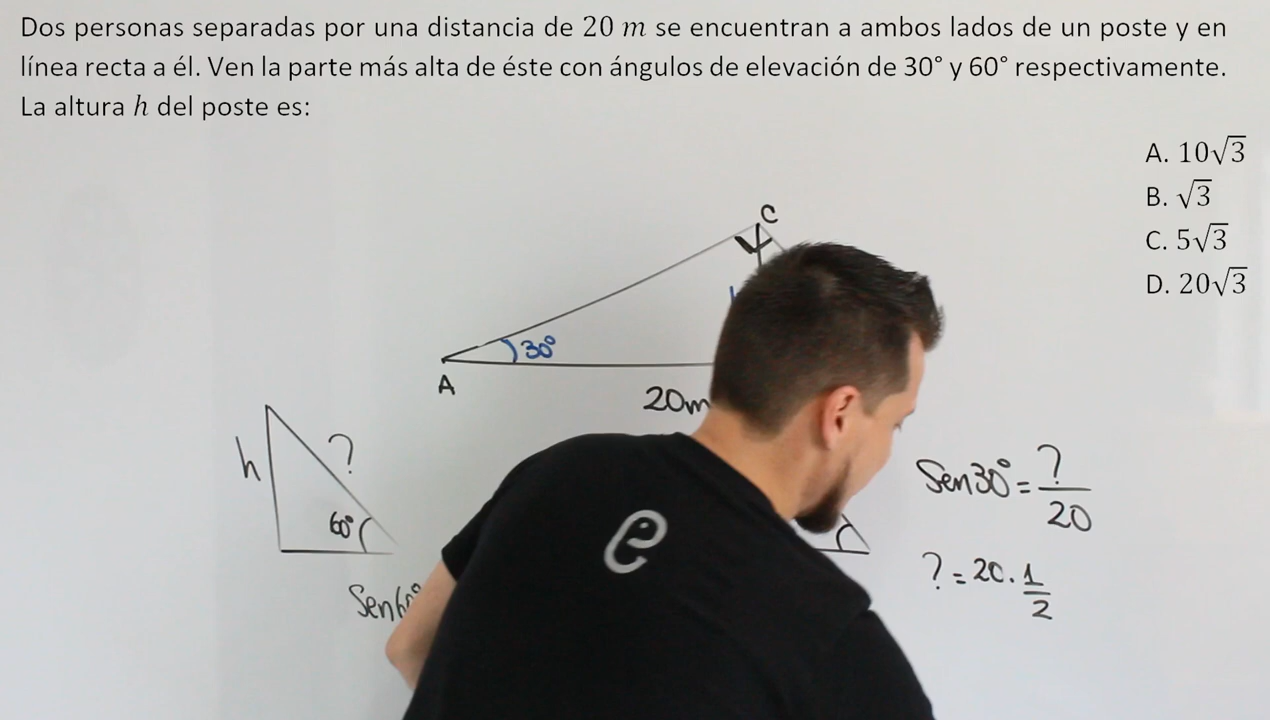 Dos personas separadas por una distancia de 20 m se encuentran a ambos lados de un poste y en
línea recta a él. Ven la parte más alta de éste con ángulos de elevación de 30° y 60° respectivamente.
La altura h del poste es:
A. 10√3
B. √3
C. 5√3
D. 20√3
C
30°
A
20m
h
?
60°
Sen30° = ?/20
? = 20 . 1/2
Sen60°
e